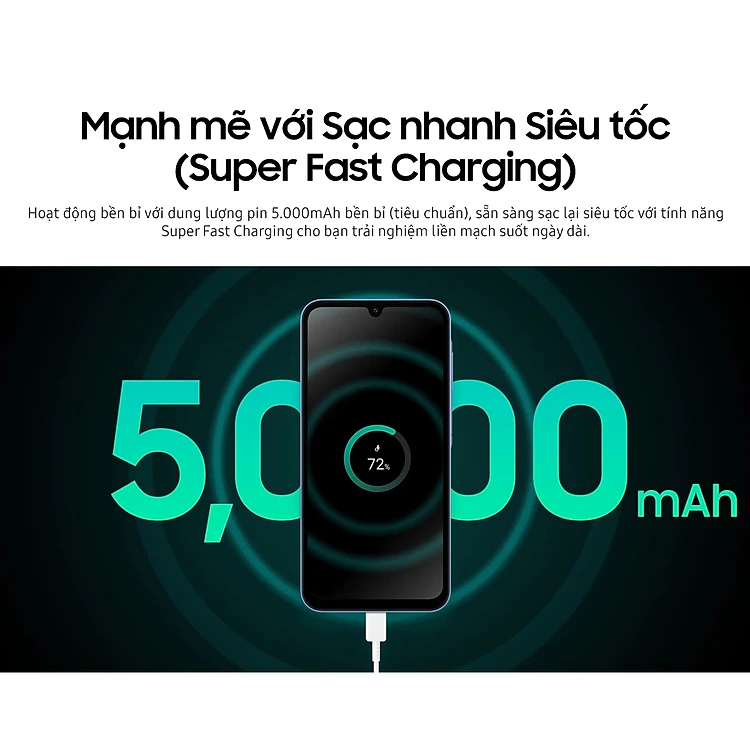 Mạnh mẽ với Sạc nhanh Siêu tốc
(Super Fast Charging)
Hoạt động bền bỉ với dung lượng pin 5.000mAh bền bỉ (tiêu chuẩn), sẵn sàng sạc lại siêu tốc với tính năng
Super Fast Charging cho bạn trải nghiệm liền mạch suốt ngày dài.
5,000 mAh
72%